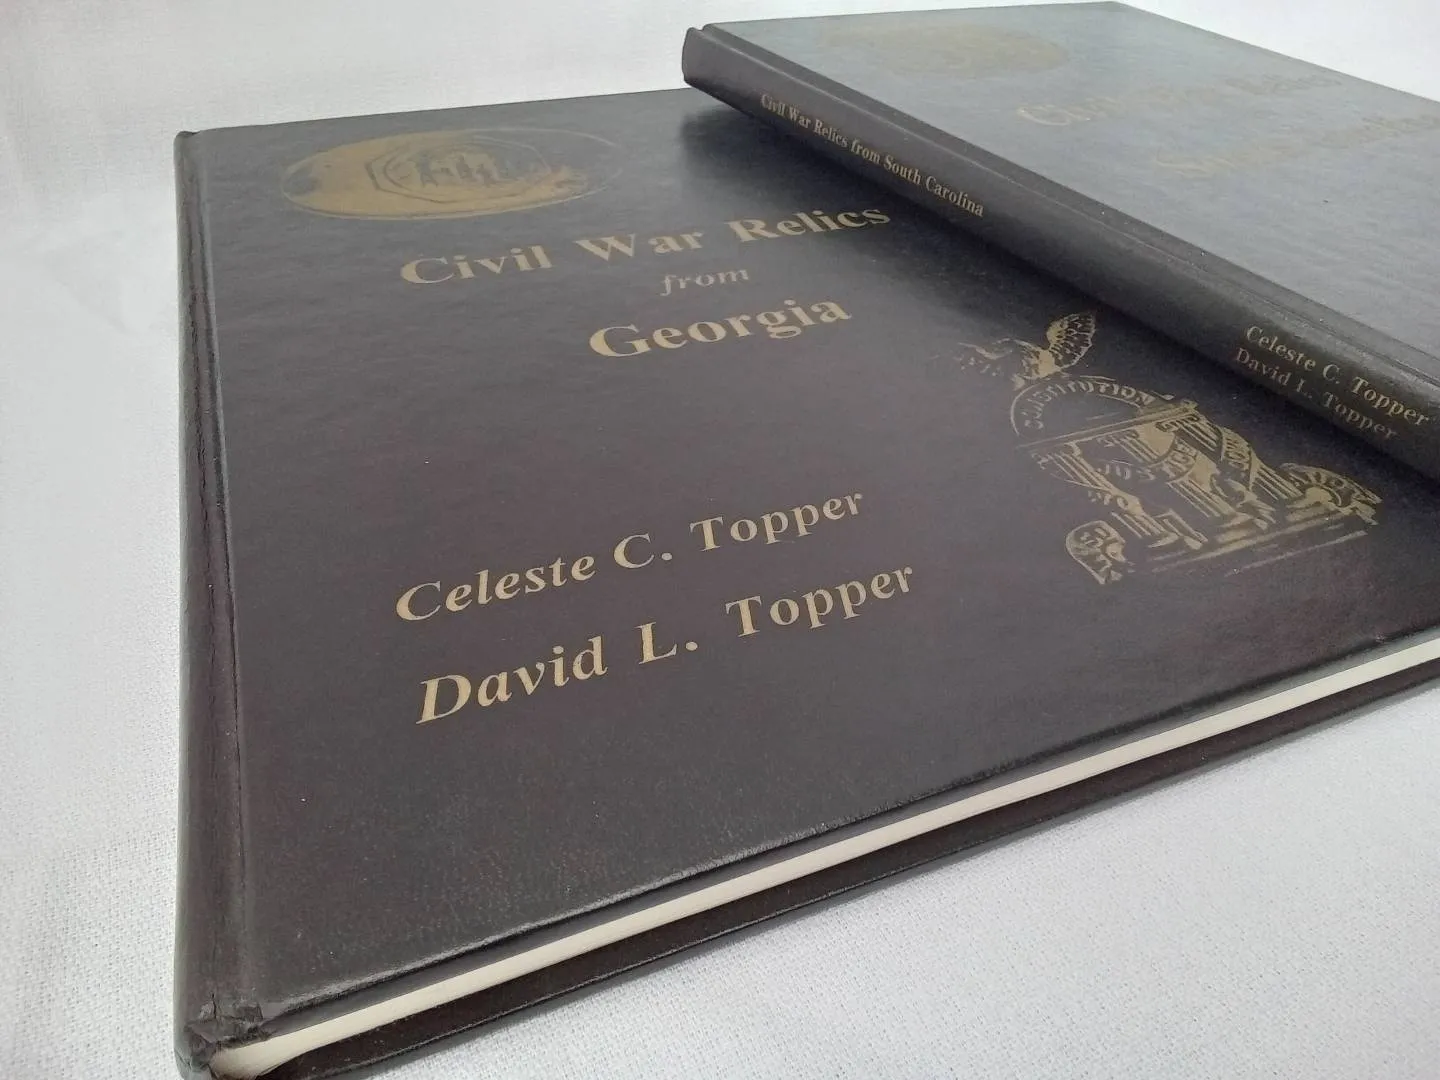 Civil War Relics
from
Georgia
Celeste C. Topper
David L. Topper
CONSTITUTION
Civil War Relics from South Carolina
Celeste C. Topper
David L. Topper